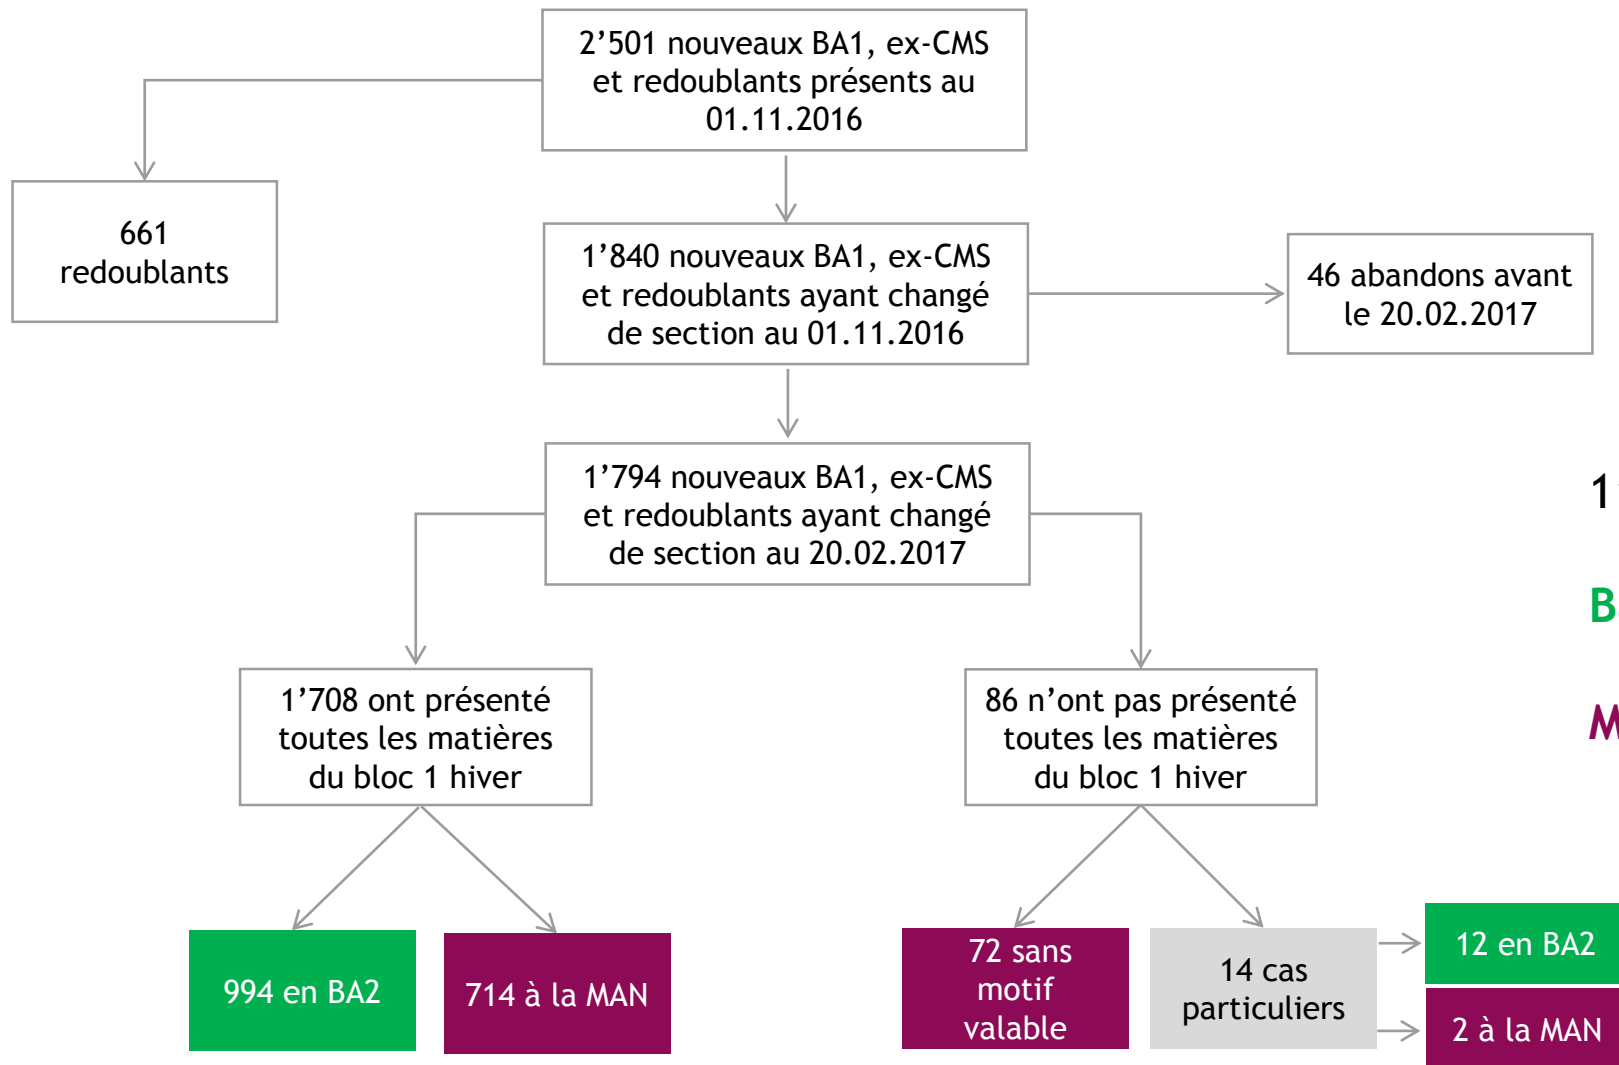 2’501 nouveaux BA1, ex-CMS
et redoublants présents au
01.11.2016
661
redoublants
1’840 nouveaux BA1, ex-CMS
et redoublants ayant changé
de section au 01.11.2016
46 abandons avant
le 20.02.2017
1’794 nouveaux BA1, ex-CMS
et redoublants ayant changé
de section au 20.02.2017
1’708 ont présenté
toutes les matières
du bloc 1 hiver
86 n’ont pas présenté
toutes les matières
du bloc 1 hiver
994 en BA2
714 à la MAN
72 sans
motif
valable
14 cas
particuliers
12 en BA2
2 à la MAN